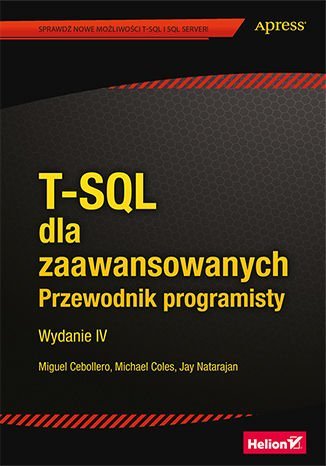 SPRAWDŹ NOWE MOŻLIWOŚCI T-SQL I SQL SERVER!
Apress®
T-SQL
dla
zaawansowanych
Przewodnik programisty
Wydanie IV
Miguel Cebollero, Michael Coles, Jay Natarajan
Helion